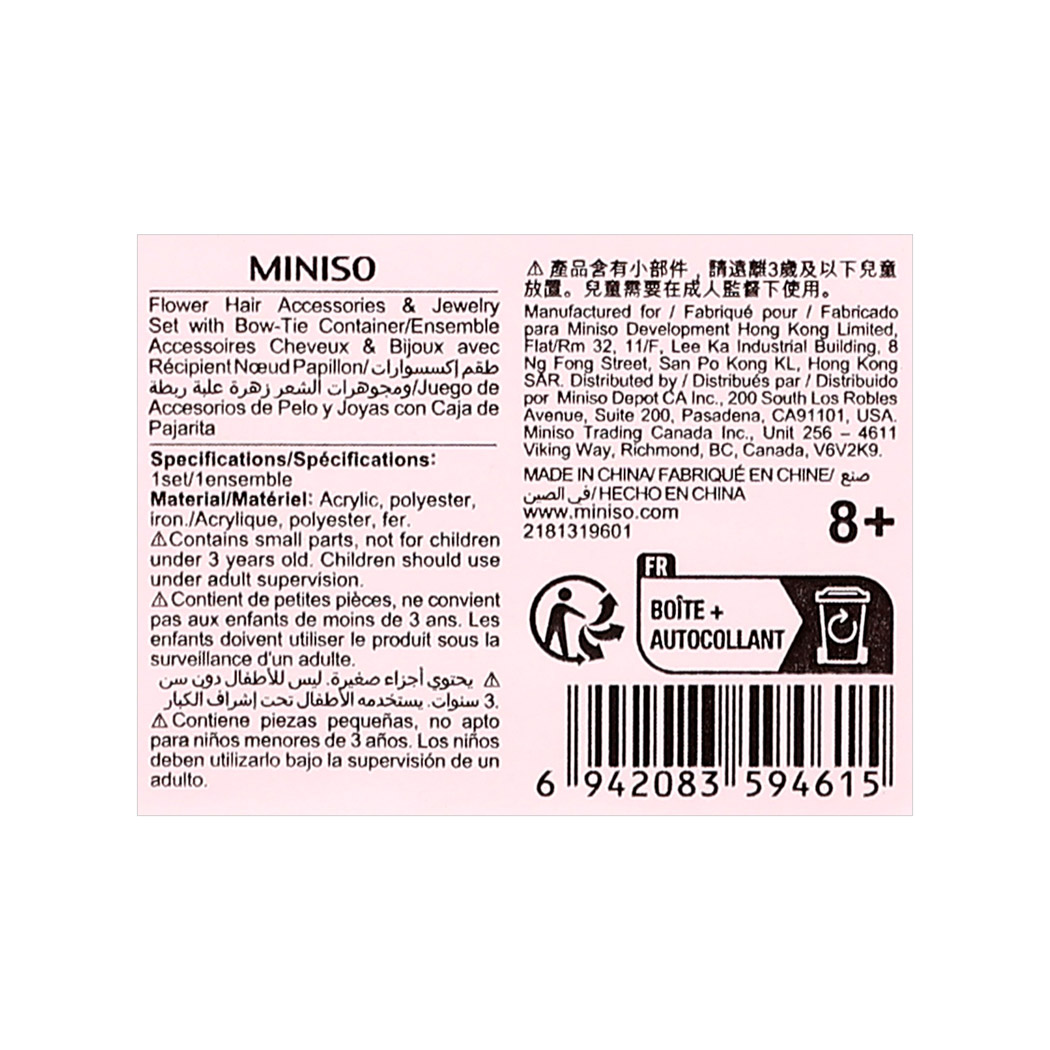 MINISO
Flower Hair Accessories & Jewelry
Set with Bow-Tie Container/Ensemble
Accessoires Cheveux & Bijoux avec
Récipient Nœud Papillon/طقم إكسسوارات
ومجوهرات الشعر زهرة علبة ربطة/Juego de
Accesorios de Pelo y Joyas con Caja de
Pajarita
Specifications/Spécifications:
1set/1ensemble
Material/Matériel: Acrylic, polyester,
iron./Acrylique, polyester, fer.
⚠Contains small parts, not for children
under 3 years old. Children should use
under adult supervision.
⚠Contient de petites pièces, ne convient
pas aux enfants de moins de 3 ans. Les
enfants doivent utiliser le produit sous la
surveillance d'un adulte.
⚠ يحتوي أجزاء صغيرة. ليس للأطفال دون سن
3 سنوات. يستخدمه الأطفال تحت إشراف الكبار.
⚠Contiene piezas pequeñas, no apto
para niños menores de 3 años. Los niños
deben utilizarlo bajo la supervisión de un
adulto.
⚠產品含有小部件，請遠離3歲及以下兒童
放置。兒童需要在成人監督下使用。
Manufactured for / Fabriqué pour / Fabricado
para Miniso Development Hong Kong Limited,
Flat/Rm 32, 11/F, Lee Ka Industrial Building, 8
Ng Fong Street, San Po Kong KL, Hong Kong
SAR. Distributed by / Distribués par / Distribuido
por Miniso Depot CA Inc., 200 South Los Robles
Avenue, Suite 200, Pasadena, CA91101, USA.
Miniso Trading Canada Inc., Unit 256 – 4611
Viking Way, Richmond, BC, Canada, V6V2K9.
MADE IN CHINA/ FABRIQUÉ EN CHINE/ صنع
في الصين/ HECHO EN CHINA
www.miniso.com
2181319601
8+
FR
BOÎTE +
AUTOCOLLANT
6 942083 594615